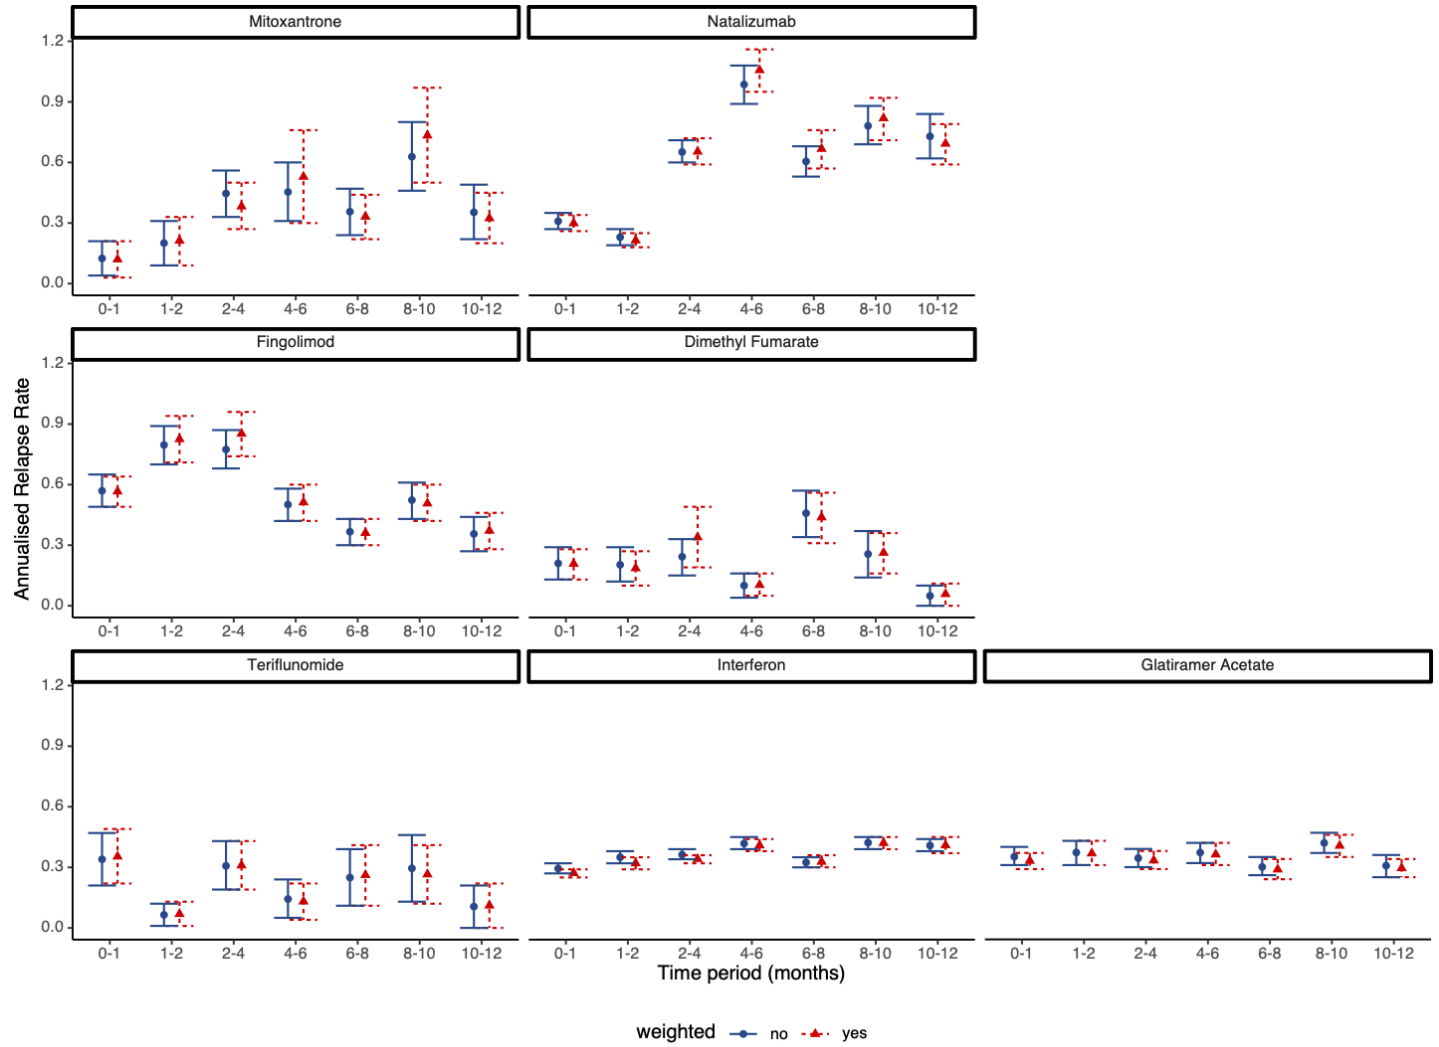 Mitoxantrone
Natalizumab
1.2
0.9
0.6
0.3
0.0
0-1 1-2 2-4 4-6 6-8 8-10 10-12
0-1 1-2 2-4 4-6 6-8 8-10 10-12
Fingolimod
Dimethyl Fumarate
Annualised Relapse Rate
1.2
0.9
0.6
0.3
0.0
0-1 1-2 2-4 4-6 6-8 8-10 10-12
0-1 1-2 2-4 4-6 6-8 8-10 10-12
Teriflunomide
Interferon
Glatiramer Acetate
1.2
0.9
0.6
0.3
0.0
0-1 1-2 2-4 4-6 6-8 8-10 10-12
0-1 1-2 2-4 4-6 6-8 8-10 10-12
0-1 1-2 2-4 4-6 6-8 8-10 10-12
Time period (months)
weighted no yes